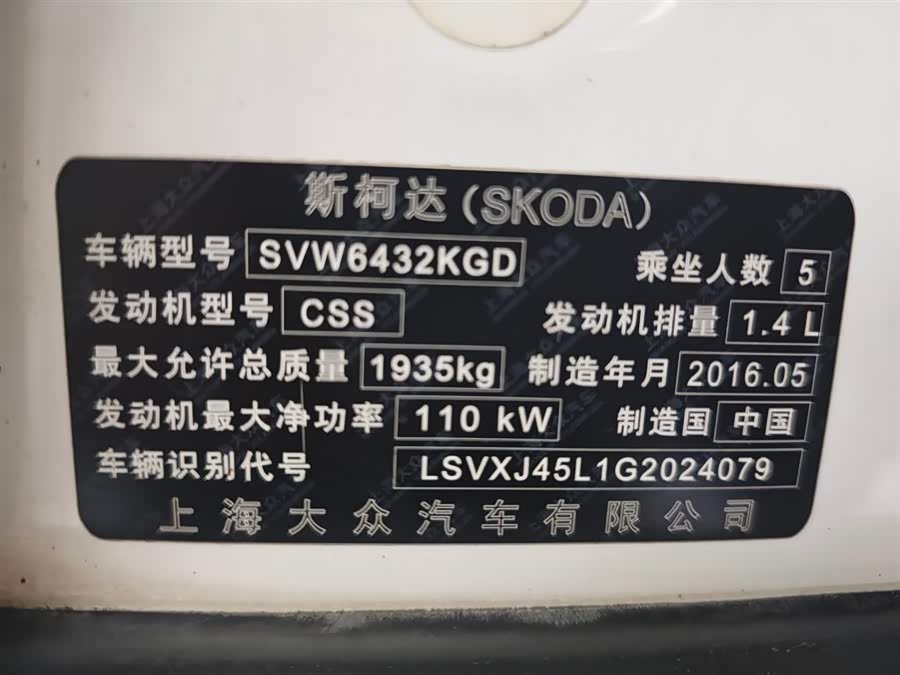 斯柯达(SKODA)
车辆型号 SVW6432KGD 乘坐人数 5
发动机型号 CSS 发动机排量 1.4 L
最大允许总质量 1935kg 制造年月 2016.05
发动机最大净功率 110 kW 制造国 中国
车辆识别代号 LSVXJ45L1G2024079
上海大众汽车有限公司